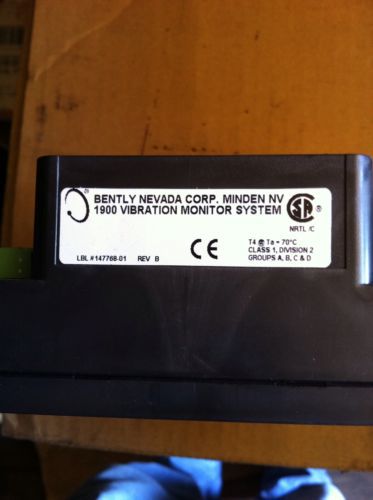 BENTLY NEVADA CORP. MINDEN NV
1900 VIBRATION MONITOR SYSTEM
®
NRTL /C
CE
T4 @ Ta = 70°C
CLASS 1, DIVISION 2
GROUPS A, B, C & D
LBL #147768-01 REV B